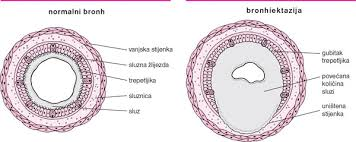 normalni bronh
vanjska stijenka
sluzna žlijezda
trepetljika
sluznica
sluz
bronhiektazija
gubitak
trepetljika
povećana
količina
sluzi
uništena
stijenka